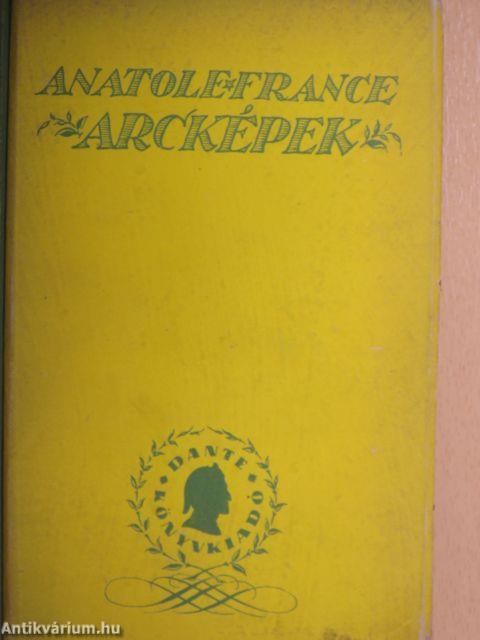 ANATOLE FRANCE
ARCKÉPEK
DANTE
KÖNYVKIADÓ
Antikvárium.hu